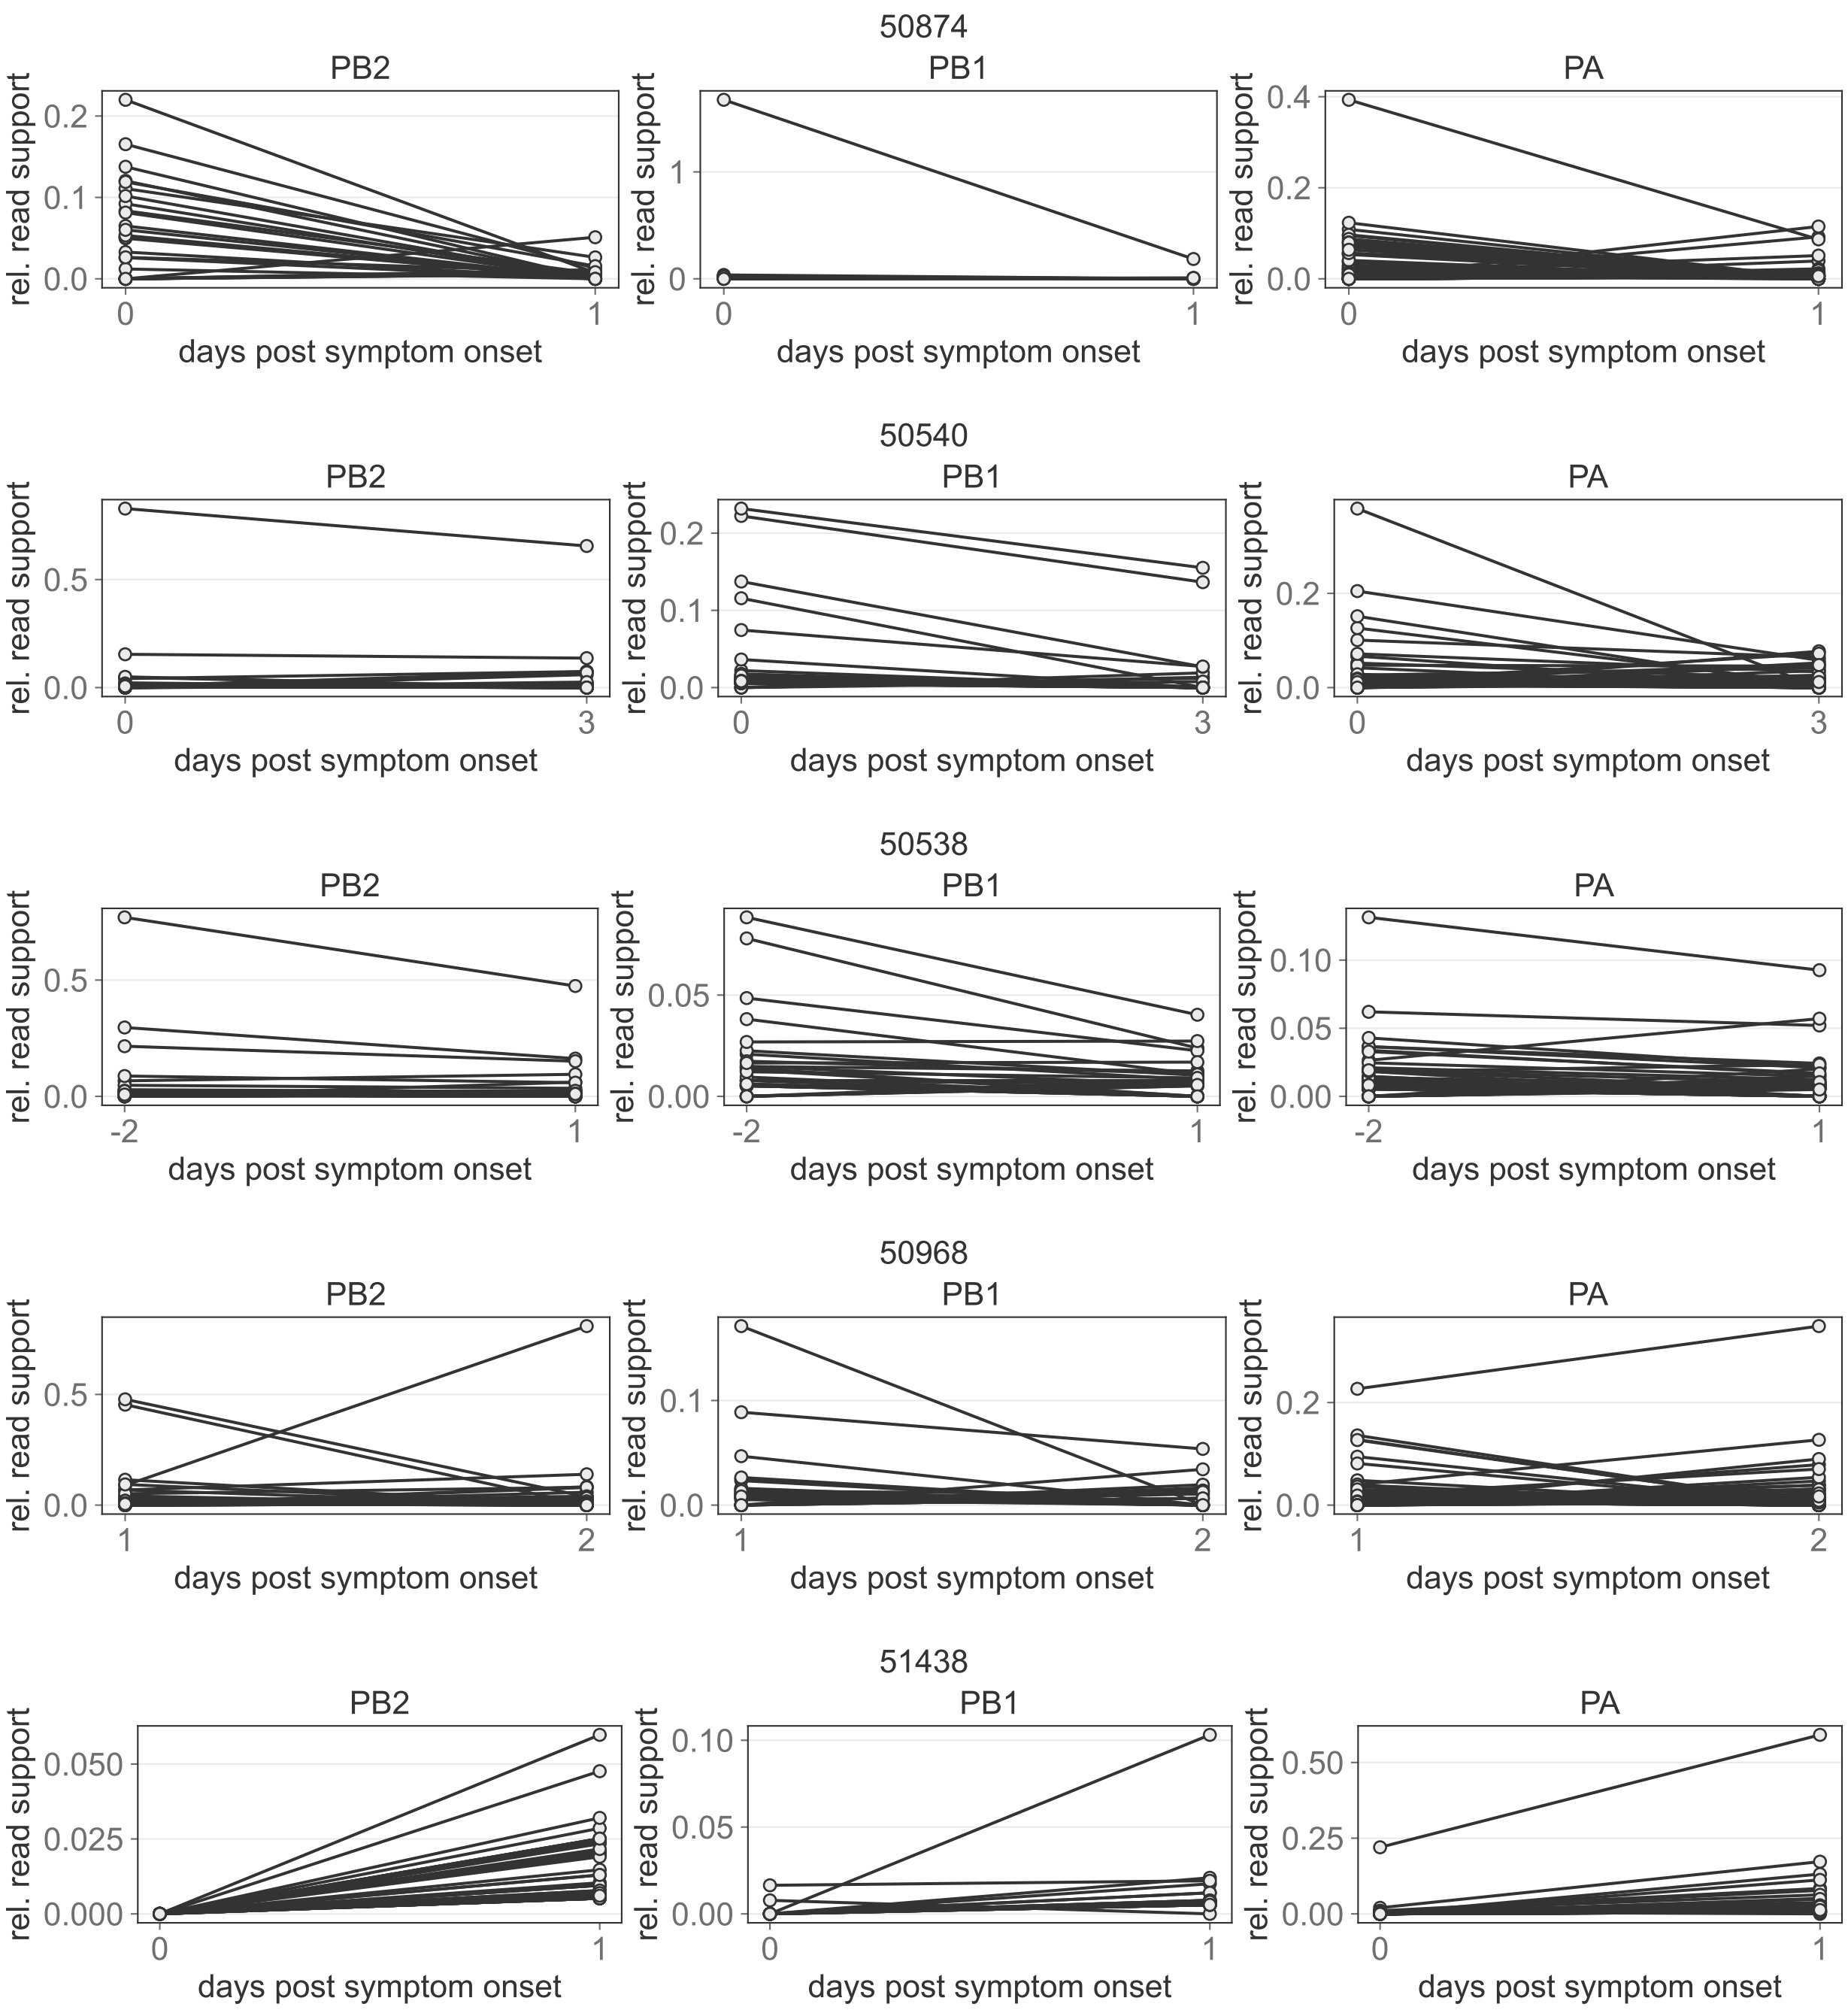 50874
PB2 PB1 PA
rel. read support
0.2
0.1
0.0
0 1
days post symptom onset
rel. read support
1
0
0 1
days post symptom onset
rel. read support
0.4
0.2
0.0
0 1
days post symptom onset
50540
PB2 PB1 PA
rel. read support
0.5
0.0
0 3
days post symptom onset
rel. read support
0.2
0.1
0.0
0 3
days post symptom onset
rel. read support
0.2
0.0
0 3
days post symptom onset
50538
PB2 PB1 PA
rel. read support
0.5
0.0
-2 1
days post symptom onset
rel. read support
0.05
0.00
-2 1
days post symptom onset
rel. read support
0.10
0.05
0.00
-2 1
days post symptom onset
50968
PB2 PB1 PA
rel. read support
0.5
0.0
1 2
days post symptom onset
rel. read support
0.1
0.0
1 2
days post symptom onset
rel. read support
0.2
0.0
1 2
days post symptom onset
51438
PB2 PB1 PA
rel. read support
0.050
0.025
0.000
0 1
days post symptom onset
rel. read support
0.10
0.05
0.00
0 1
days post symptom onset
rel. read support
0.50
0.25
0.00
0 1
days post symptom onset